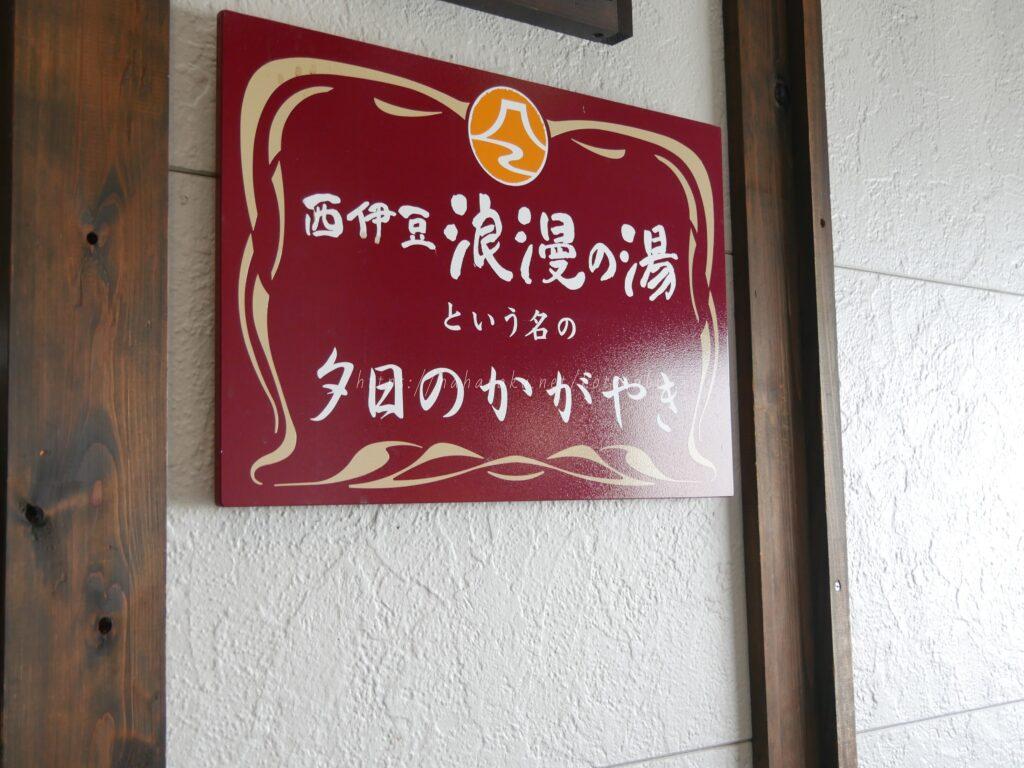 西伊豆 浪漫の湯
という名の
夕日のかがやき